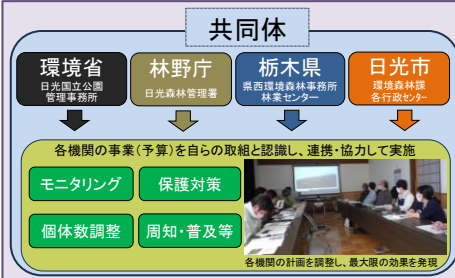 共同体
環境省
日光国立公園
管理事務所
林野庁
日光森林管理署
栃木県
県西環境森林事務所
林業センター
日光市
環境森林課
各行政センター
各機関の事業(予算)を自らの取組と認識し、連携・協力して実施
モニタリング
保護対策
個体数調整
周知・普及等
各機関の計画を調整し、最大限の効果を発現